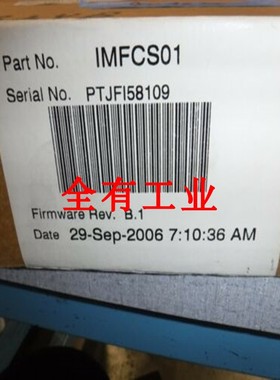 Part No. IMFCS01
Serial No. PTJFI58109
全有工业
Firmware Rev. B.1
Date 29-Sep-2006 7:10:36 AM